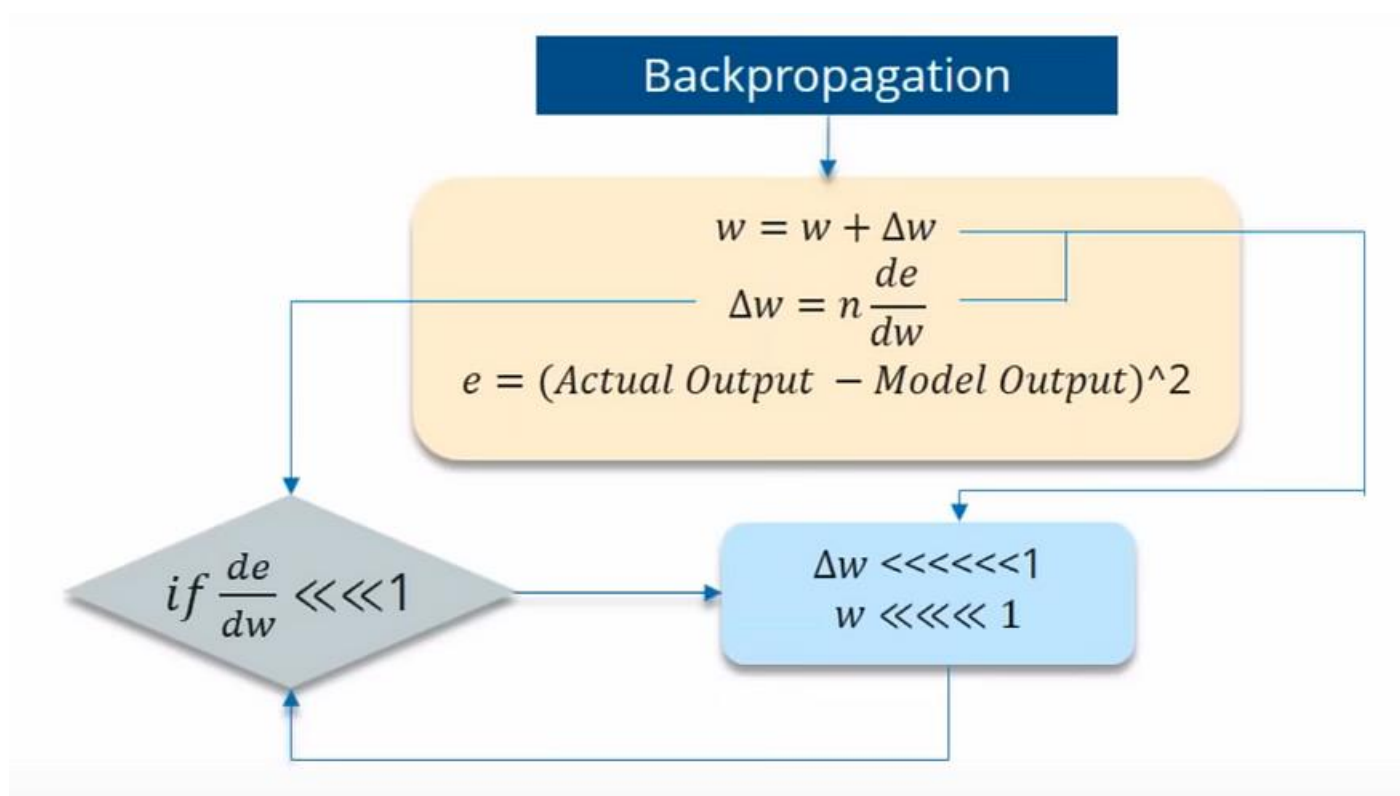 Backpropagation
w = w + Δw
Δw = n de/dw
e = (Actual Output − Model Output)^2
if de/dw ⋘⋘1
Δw <<<<<<1
w ⋘⋘⋘ 1